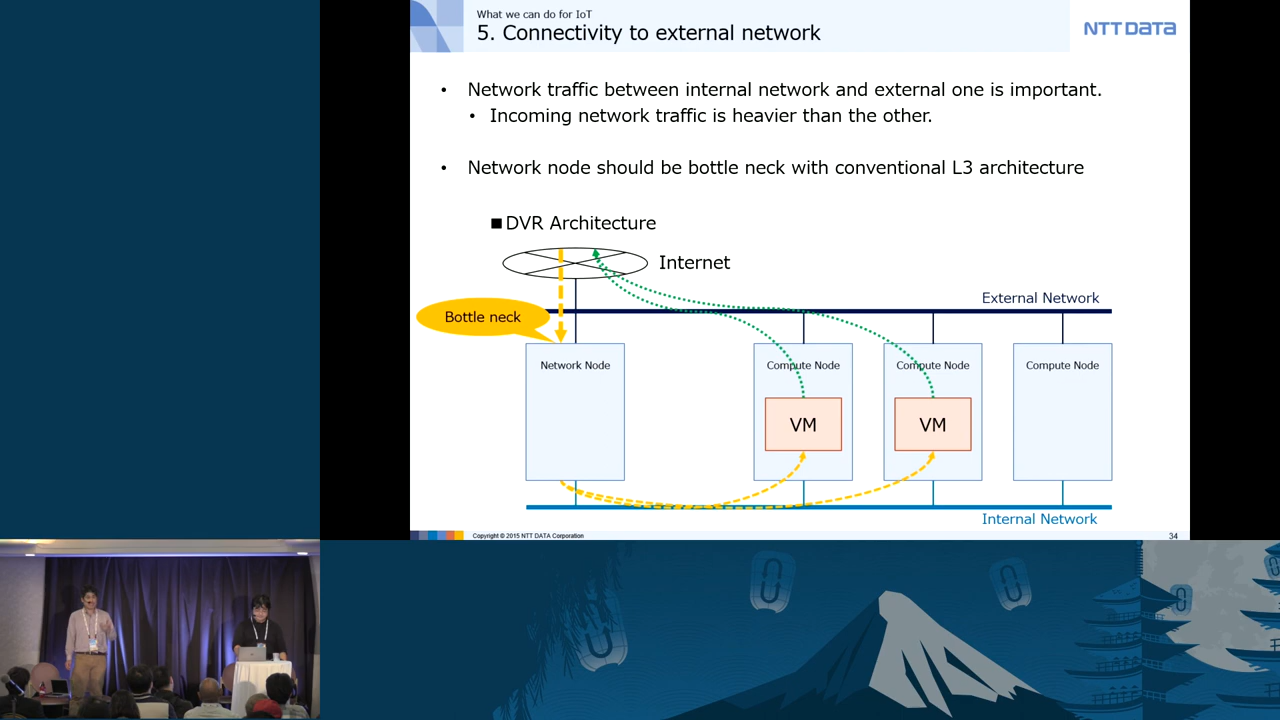 What we can do for IoT
5. Connectivity to external network
NTT DATA
• Network traffic between internal network and external one is important.
• Incoming network traffic is heavier than the other.
• Network node should be bottle neck with conventional L3 architecture
■ DVR Architecture
Internet
External Network
Bottle neck
Network Node
Compute Node
Compute Node
Compute Node
VM
VM
Internal Network
Copyright © 2015 NTT DATA Corporation
34